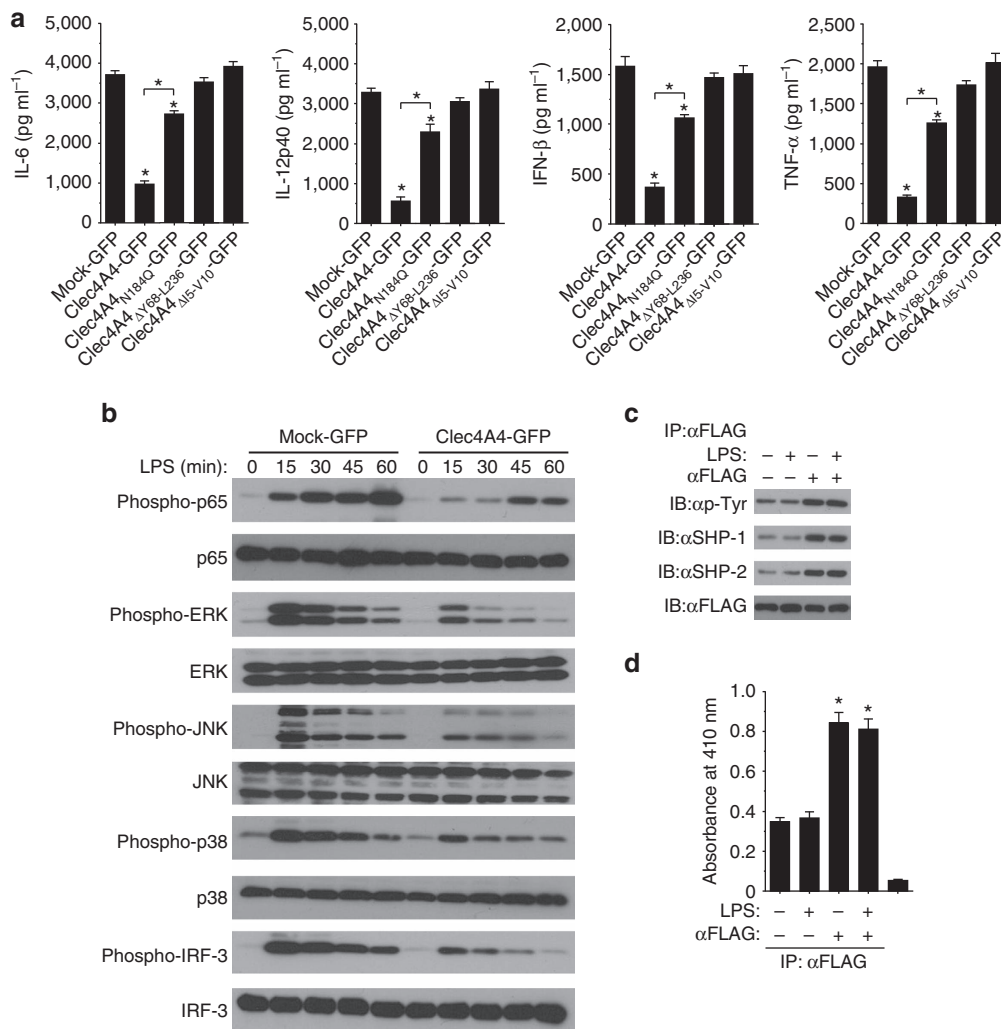 a
IL-6 (pg ml⁻¹)
5,000
4,000
3,000
2,000
1,000
0
*
*
*
Mock-GFP
Clec4A4-GFP
Clec4A4N184Q-GFP
Clec4A4ΔY68-L236-GFP
Clec4A4ΔI5-V10-GFP
IL-12p40 (pg ml⁻¹)
5,000
4,000
3,000
2,000
1,000
0
*
*
*
Mock-GFP
Clec4A4-GFP
Clec4A4N184Q-GFP
Clec4A4ΔY68-L236-GFP
Clec4A4ΔI5-V10-GFP
IFN-β (pg ml⁻¹)
2,000
1,500
1,000
500
0
*
*
*
Mock-GFP
Clec4A4-GFP
Clec4A4N184Q-GFP
Clec4A4ΔY68-L236-GFP
Clec4A4ΔI5-V10-GFP
TNF-α (pg ml⁻¹)
2,500
2,000
1,500
1,000
500
0
*
*
*
Mock-GFP
Clec4A4-GFP
Clec4A4N184Q-GFP
Clec4A4ΔY68-L236-GFP
Clec4A4ΔI5-V10-GFP
b
Mock-GFP Clec4A4-GFP
LPS (min): 0 15 30 45 60 0 15 30 45 60
Phospho-p65
p65
Phospho-ERK
ERK
Phospho-JNK
JNK
Phospho-p38
p38
Phospho-IRF-3
IRF-3
c
IP:αFLAG
LPS: – + – +
αFLAG – – + +
IB:αp-Tyr
IB:αSHP-1
IB:αSHP-2
IB:αFLAG
d
Absorbance at 410 nm
1.0
0.8
0.6
0.4
0.2
0
* *
LPS: – + – +
αFLAG: – – + +
IP: αFLAG